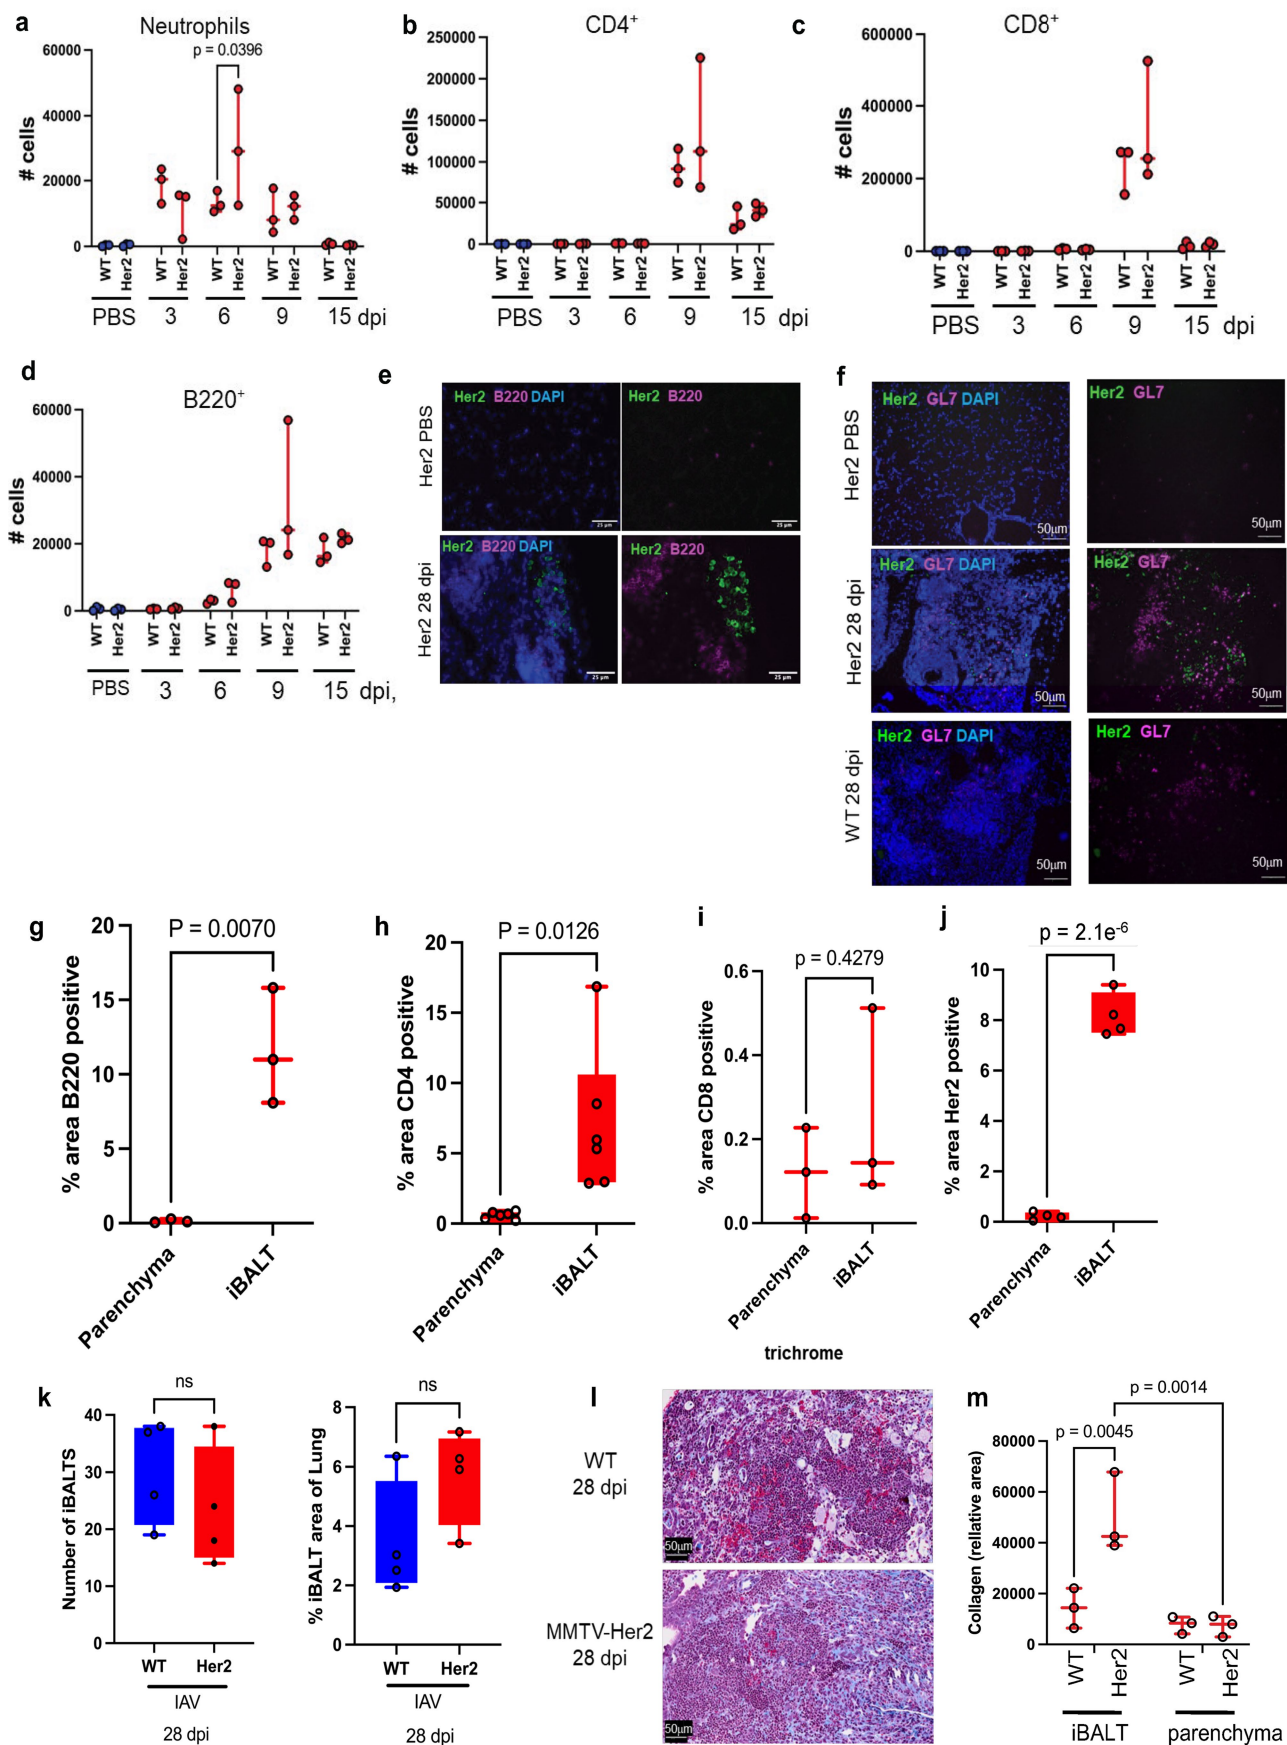 a
Neutrophils
p = 0.0396
# cells
60000
40000
20000
0
WT Her2 WT Her2 WT Her2 WT Her2 WT Her2
PBS 3 6 9 15 dpi
b
CD4+
# cells
250000
200000
150000
100000
50000
0
WT Her2 WT Her2 WT Her2 WT Her2 WT Her2
PBS 3 6 9 15 dpi
c
CD8+
# cells
600000
400000
200000
0
WT Her2 WT Her2 WT Her2 WT Her2 WT Her2
PBS 3 6 9 15 dpi
d
B220+
# cells
60000
40000
20000
0
WT Her2 WT Her2 WT Her2 WT Her2 WT Her2
PBS 3 6 9 15 dpi,
e
Her2 PBS
Her2 B220 DAPI
25 µm
Her2 B220
25 µm
Her2 28 dpi
Her2 B220 DAPI
25 µm
Her2 B220
25 µm
f
Her2 PBS
Her2 GL7 DAPI
50µm
Her2 GL7
50µm
Her2 28 dpi
Her2 GL7 DAPI
50µm
Her2 GL7
50µm
WT 28 dpi
Her2 GL7 DAPI
50µm
Her2 GL7
50µm
g
P = 0.0070
% area B220 positive
20
15
10
5
0
Parenchyma iBALT
h
P = 0.0126
% area CD4 positive
20
15
10
5
0
Parenchyma iBALT
i
p = 0.4279
% area CD8 positive
0.6
0.4
0.2
0.0
Parenchyma iBALT
j
p = 2.1e-6
% area Her2 positive
10
8
6
4
2
0
Parenchyma iBALT
k
ns
Number of iBALTS
40
30
20
10
0
WT Her2
IAV
28 dpi
ns
% iBALT area of Lung
8
6
4
2
0
WT Her2
IAV
28 dpi
trichrome
l
WT
28 dpi
50µm
MMTV-Her2
28 dpi
50µm
m
p = 0.0014
p = 0.0045
Collagen (rellative area)
80000
60000
40000
20000
0
WT Her2 WT Her2
iBALT parenchyma